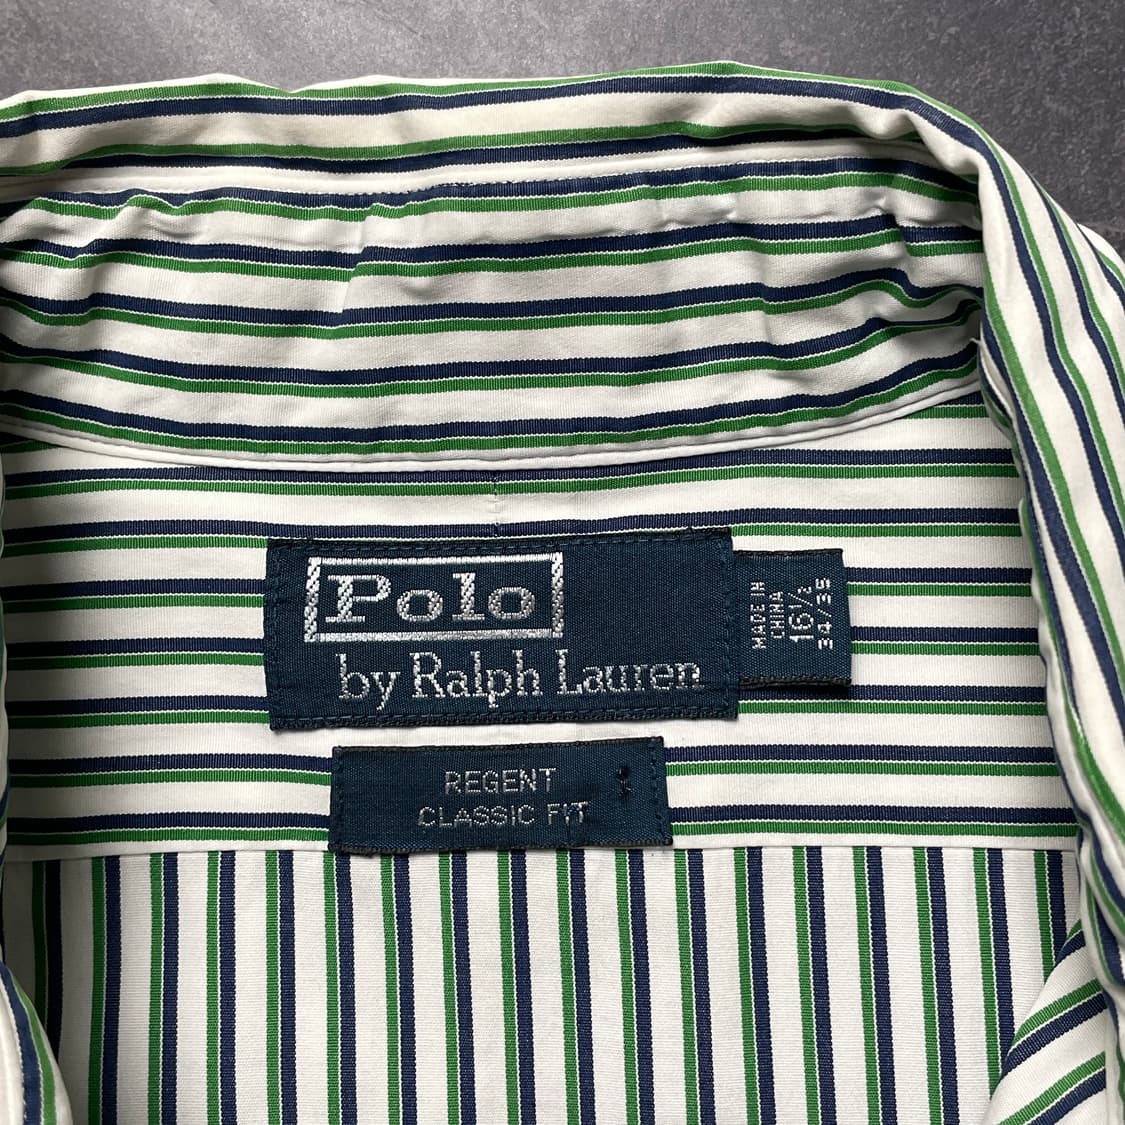 Polo
by Ralph Lauren
MADE IN
CHINA
16½
34/35
REGENT
CLASSIC FIT